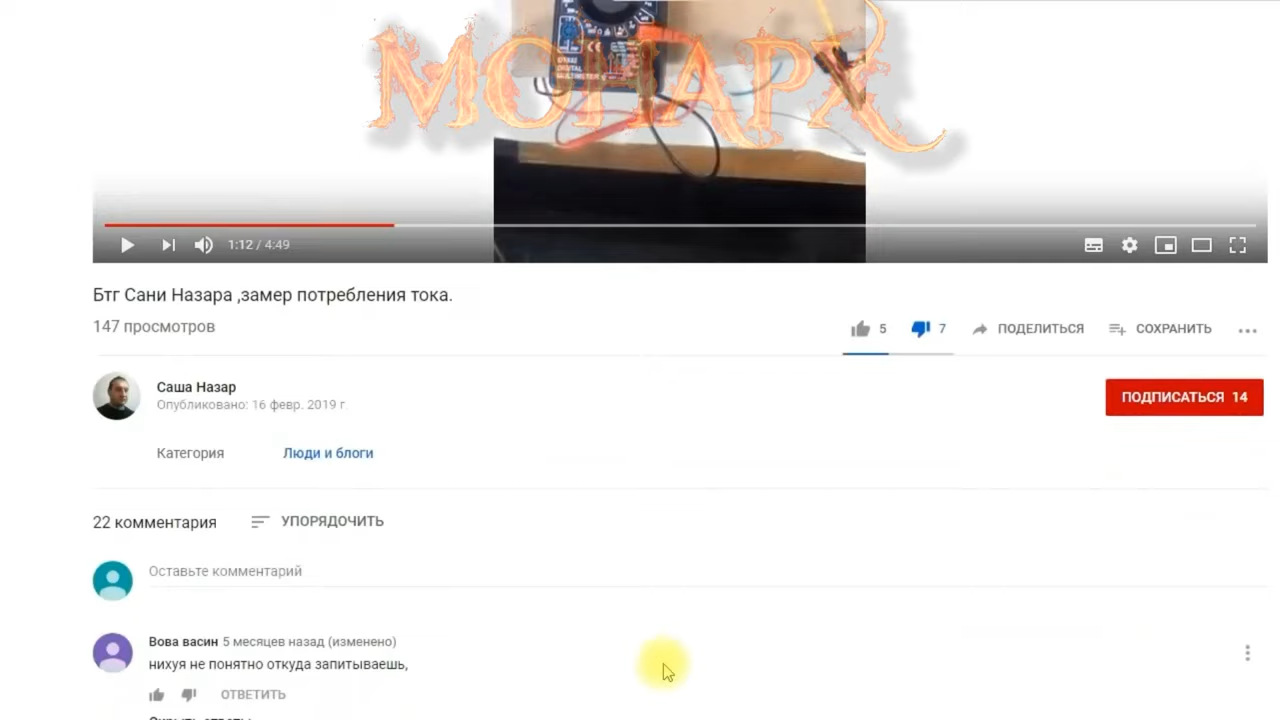 МОНАРХ
DIGITAL
MULTIMETER
1:12 / 4:49
Бтг Сани Назара ,замер потребления тока.
147 просмотров
5
7
ПОДЕЛИТЬСЯ
СОХРАНИТЬ
Саша Назар
Опубликовано: 16 февр. 2019 г.
ПОДПИСАТЬСЯ 14
Категория
Люди и блоги
22 комментария
УПОРЯДОЧИТЬ
Оставьте комментарий
Вова васин 5 месяцев назад (изменено)
нихуя не понятно откуда запитываешь,
ОТВЕТИТЬ